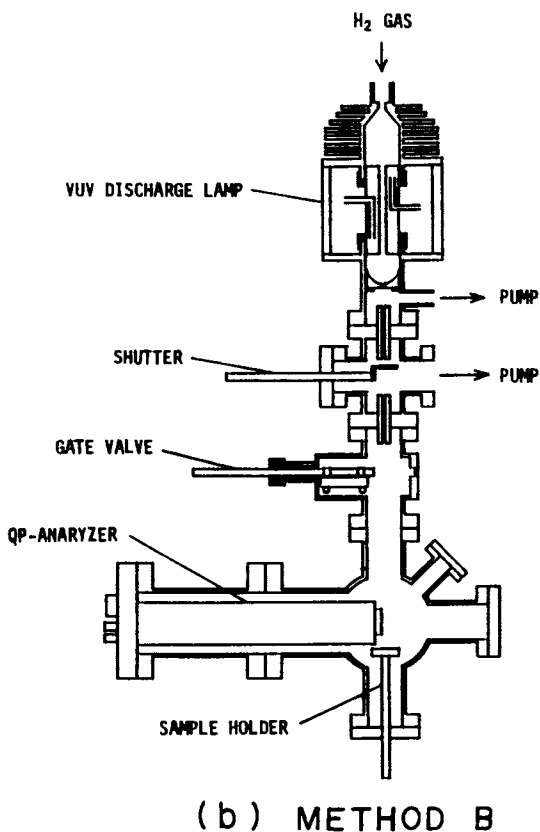 H₂ GAS
VUV DISCHARGE LAMP
PUMP
SHUTTER
PUMP
GATE VALVE
QP-ANARYZER
SAMPLE HOLDER
(b) METHOD B